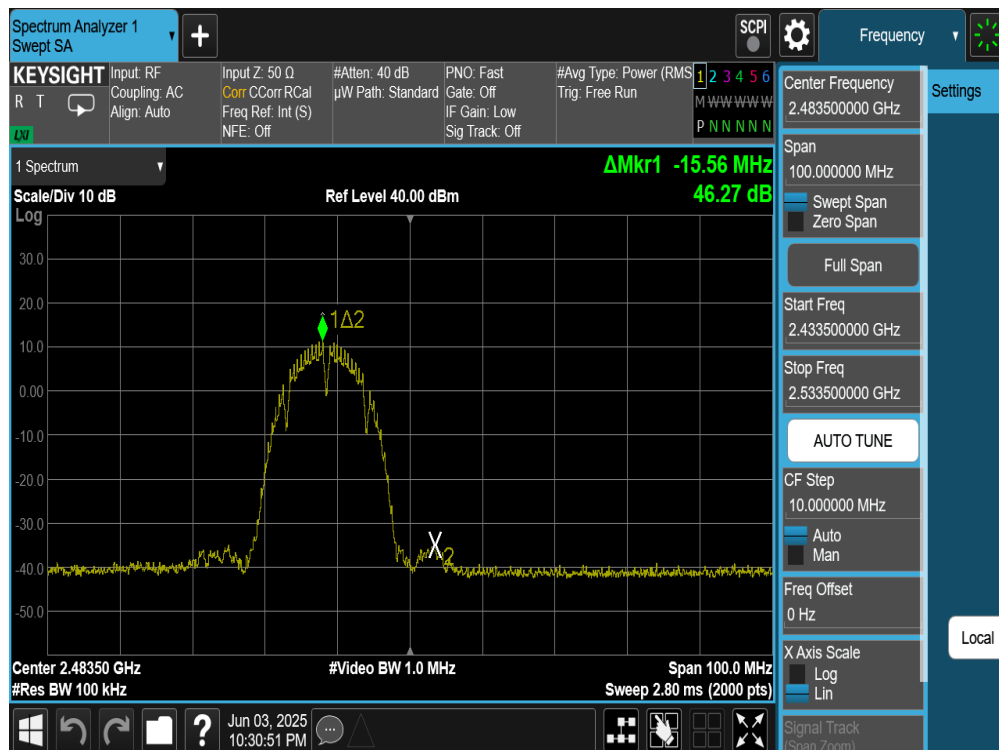 Spectrum Analyzer 1
Swept SA
+
SCPI
Frequency
KEYSIGHT
R T
LXI
Input: RF
Coupling: AC
Align: Auto
Input Z: 50 Ω
Corr CCorr RCal
Freq Ref: Int (S)
NFE: Off
#Atten: 40 dB
µW Path: Standard
PNO: Fast
Gate: Off
IF Gain: Low
Sig Track: Off
#Avg Type: Power (RMS
Trig: Free Run
1 2 3 4 5 6
M W W W W W
P N N N N N
1 Spectrum
ΔMkr1 -15.56 MHz
46.27 dB
Scale/Div 10 dB
Ref Level 40.00 dBm
Log
30.0
20.0
10.0
0.00
-10.0
-20.0
-30.0
-40.0
-50.0
1Δ2
X2
Center 2.48350 GHz
#Video BW 1.0 MHz
Span 100.0 MHz
#Res BW 100 kHz
Sweep 2.80 ms (2000 pts)
Jun 03, 2025
10:30:51 PM
?
Center Frequency
2.483500000 GHz
Span
100.000000 MHz
Swept Span
Zero Span
Full Span
Start Freq
2.433500000 GHz
Stop Freq
2.533500000 GHz
AUTO TUNE
CF Step
10.000000 MHz
Auto
Man
Freq Offset
0 Hz
X Axis Scale
Log
Lin
Signal Track
(Span Zoom)
Settings
Local